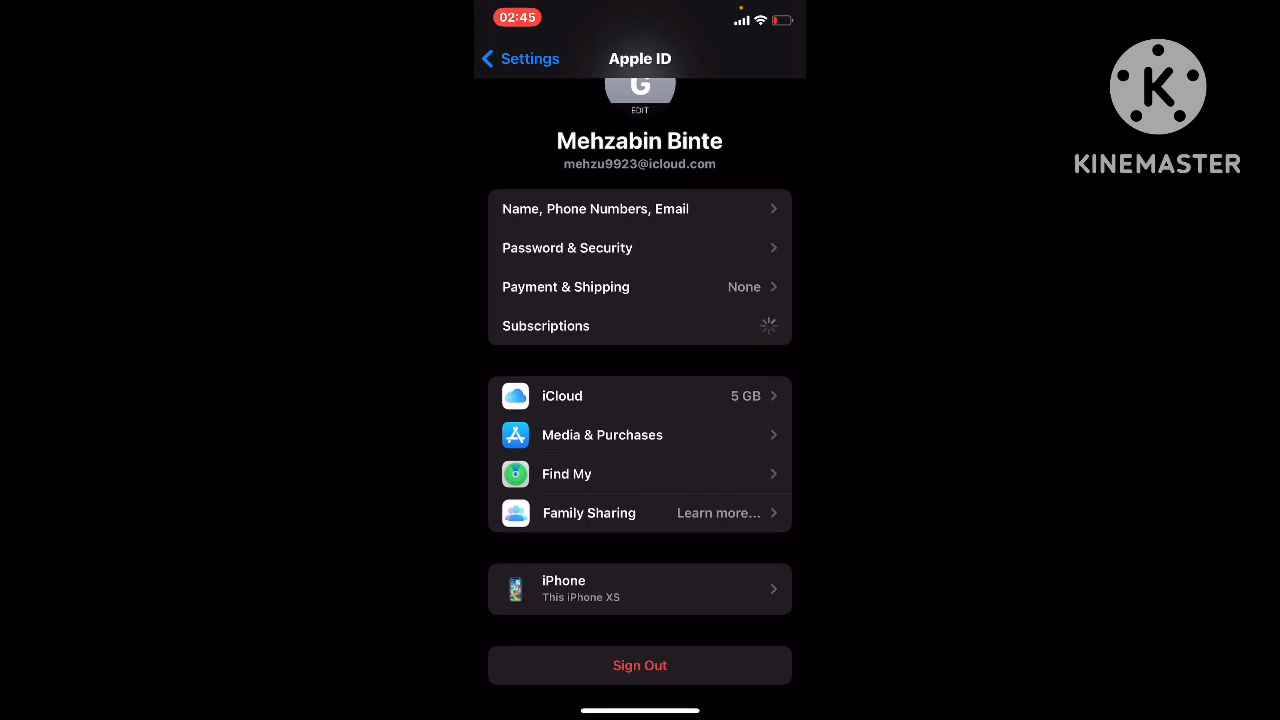 02:45
Settings
Apple ID
G
EDIT
Mehzabin Binte
mehzu9923@icloud.com
Name, Phone Numbers, Email
Password & Security
Payment & Shipping None
Subscriptions
iCloud 5 GB
Media & Purchases
Find My
Family Sharing Learn more...
iPhone
This iPhone XS
Sign Out
K
KINEMASTER